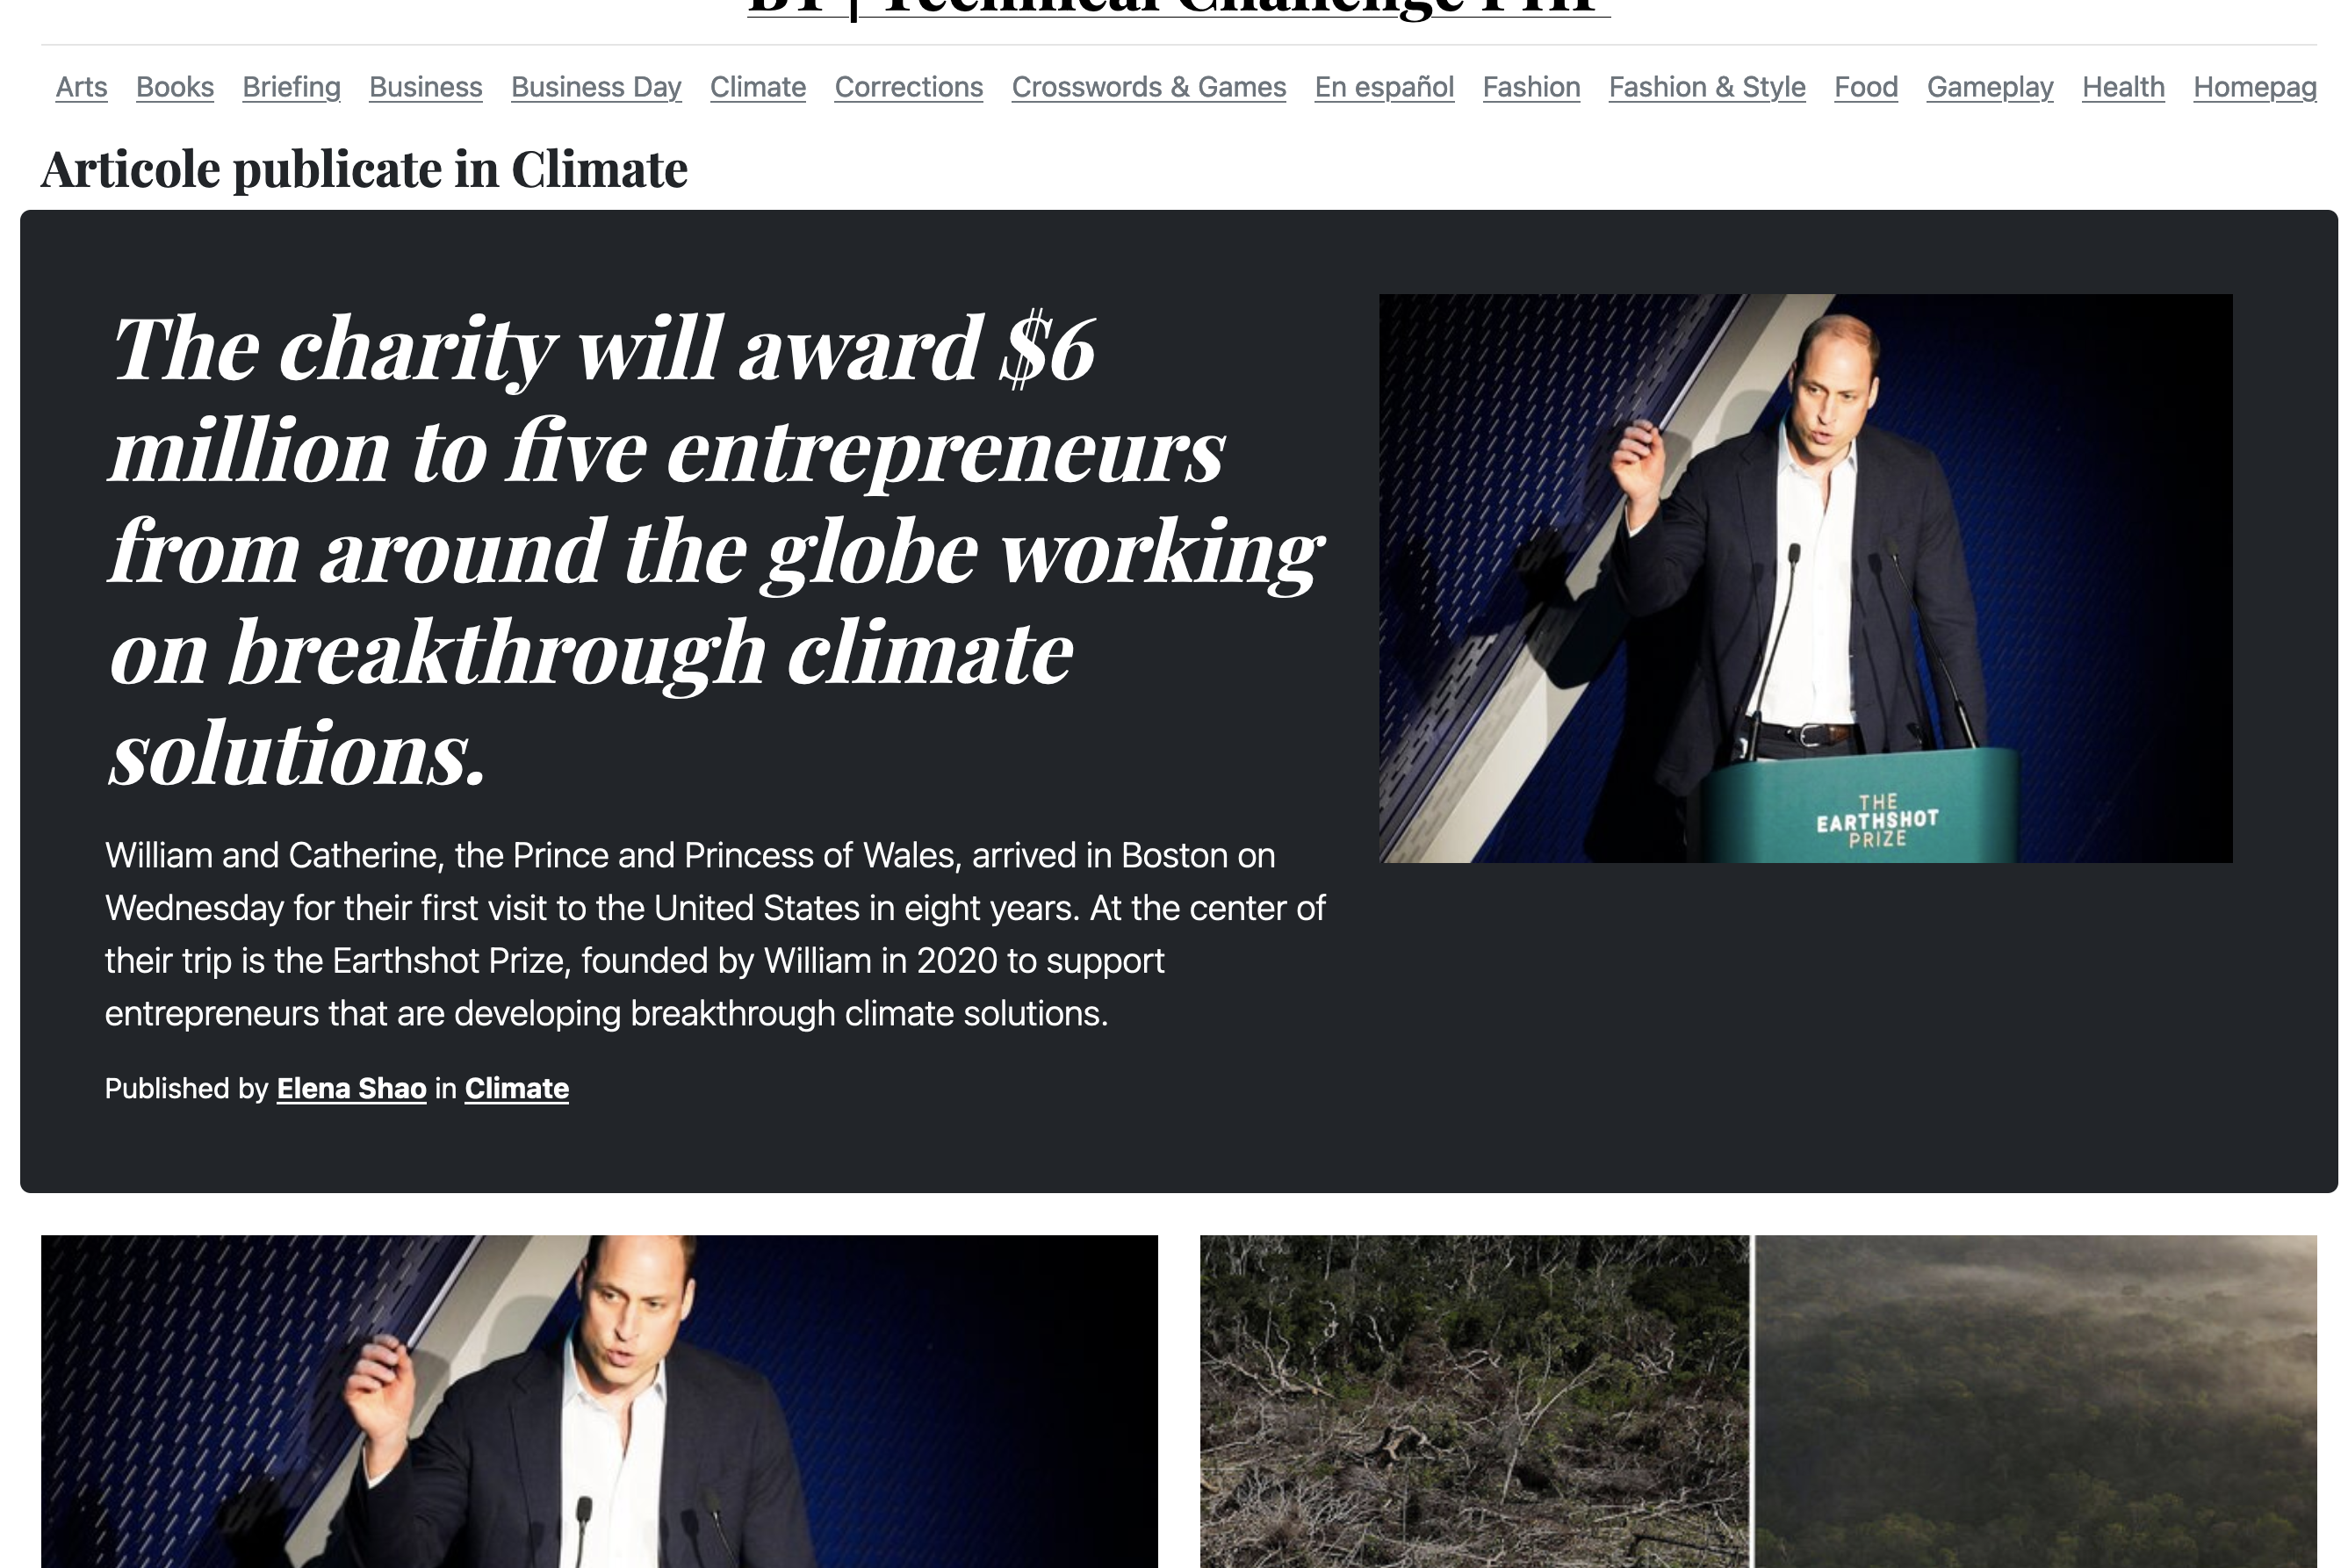 BT | Technical Challenge PHP
Arts Books Briefing Business Business Day Climate Corrections Crosswords & Games En español Fashion Fashion & Style Food Gameplay Health Homepag
Articole publicate in Climate
The charity will award $6
million to five entrepreneurs
from around the globe working
on breakthrough climate
solutions.
THE
EARTHSHOT
PRIZE
William and Catherine, the Prince and Princess of Wales, arrived in Boston on
Wednesday for their first visit to the United States in eight years. At the center of
their trip is the Earthshot Prize, founded by William in 2020 to support
entrepreneurs that are developing breakthrough climate solutions.
Published by Elena Shao in Climate